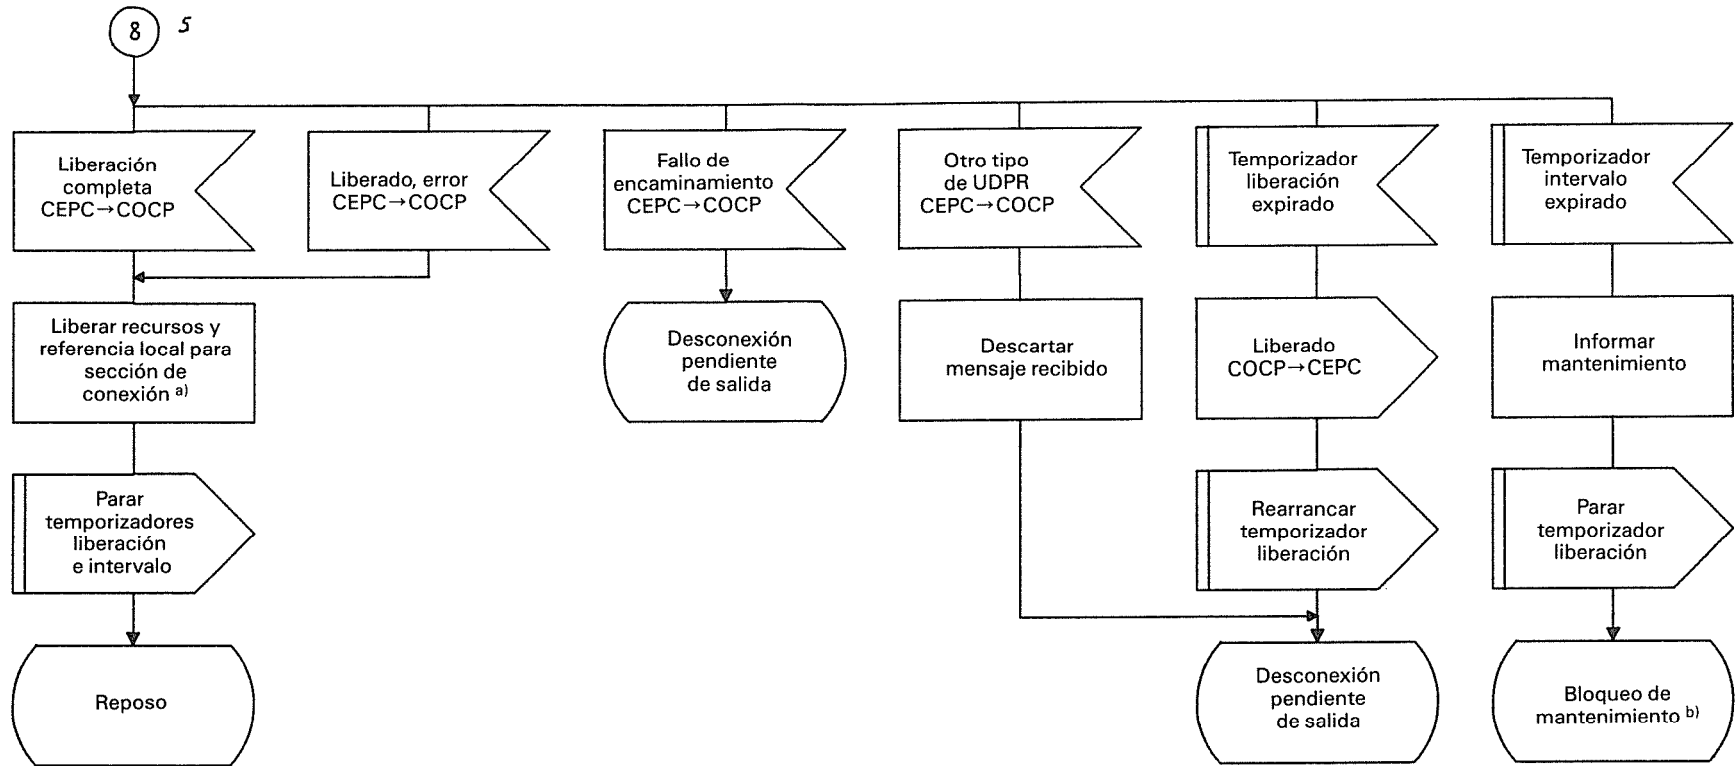 8 5
Liberación
completa
CEPC→COCP
Liberado, error
CEPC→COCP
Fallo de
encaminamiento
CEPC→COCP
Otro tipo
de UDPR
CEPC→COCP
Temporizador
liberación
expirado
Temporizador
intervalo
expirado
Liberar recursos y
referencia local para
sección de
conexión a)
Desconexión
pendiente
de salida
Descartar
mensaje recibido
Liberado
COCP→CEPC
Informar
mantenimiento
Parar
temporizadores
liberación
e intervalo
Rearrancar
temporizador
liberación
Parar
temporizador
liberación
Reposo
Desconexión
pendiente
de salida
Bloqueo de
mantenimiento b)